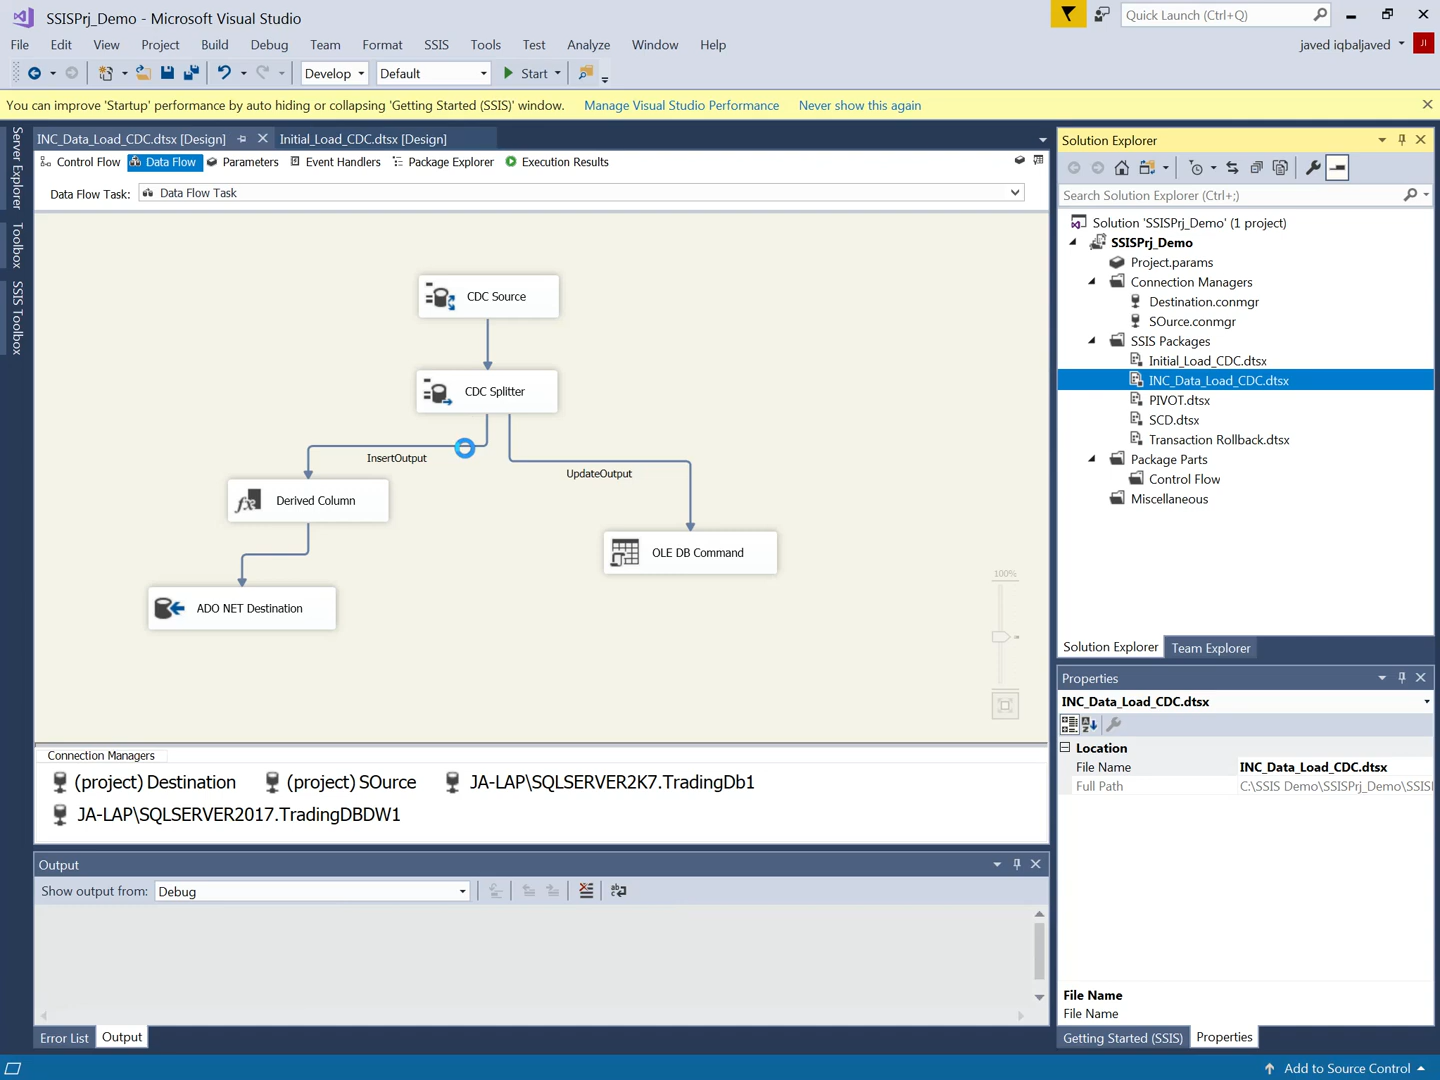 SSISPrj_Demo - Microsoft Visual Studio
Quick Launch (Ctrl+Q)
File Edit View Project Build Debug Team Format SSIS Tools Test Analyze Window Help
javed iqbaljaved
JI
Develop Default Start
You can improve 'Startup' performance by auto hiding or collapsing 'Getting Started (SSIS)' window. Manage Visual Studio Performance Never show this again
Server Explorer
Toolbox
SSIS Toolbox
INC_Data_Load_CDC.dtsx [Design] Initial_Load_CDC.dtsx [Design]
Control Flow Data Flow Parameters Event Handlers Package Explorer Execution Results
Data Flow Task: Data Flow Task
CDC Source
CDC Splitter
InsertOutput
UpdateOutput
Derived Column
OLE DB Command
ADO NET Destination
100%
Connection Managers
(project) Destination (project) SOurce JA-LAP\SQLSERVER2K7.TradingDb1
JA-LAP\SQLSERVER2017.TradingDBDW1
Output
Show output from: Debug
Error List Output
Solution Explorer
Search Solution Explorer (Ctrl+;)
Solution 'SSISPrj_Demo' (1 project)
SSISPrj_Demo
Project.params
Connection Managers
Destination.conmgr
SOurce.conmgr
SSIS Packages
Initial_Load_CDC.dtsx
INC_Data_Load_CDC.dtsx
PIVOT.dtsx
SCD.dtsx
Transaction Rollback.dtsx
Package Parts
Control Flow
Miscellaneous
Solution Explorer Team Explorer
Properties
INC_Data_Load_CDC.dtsx
Location
File Name INC_Data_Load_CDC.dtsx
Full Path C:\SSIS Demo\SSISPrj_Demo\SSISI
File Name
File Name
Getting Started (SSIS) Properties
Add to Source Control